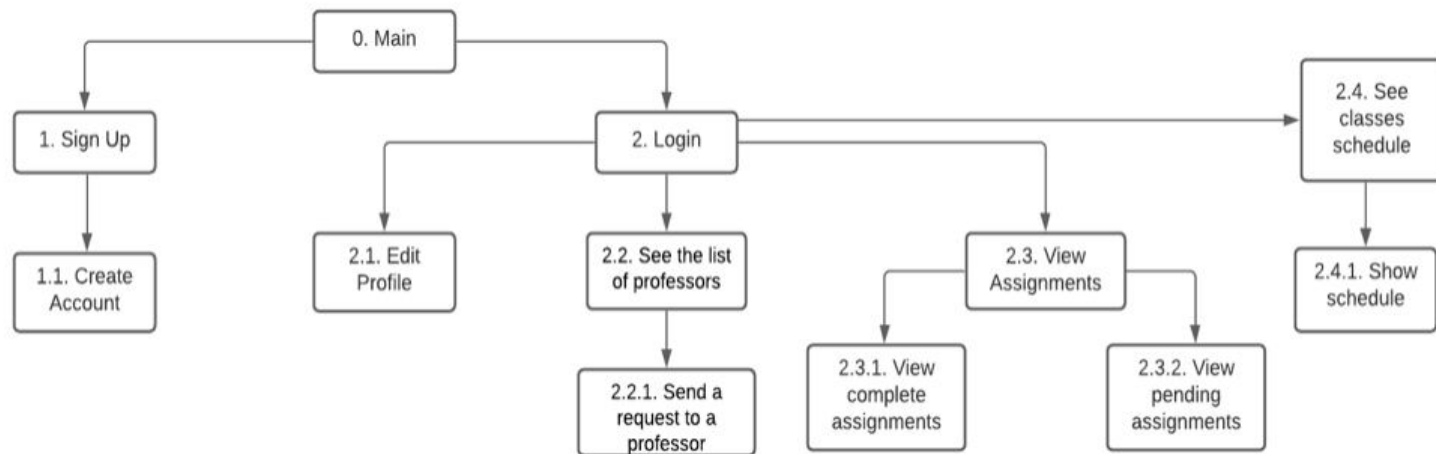 0. Main
1. Sign Up
2. Login
2.4. See
classes
schedule
1.1. Create
Account
2.1. Edit
Profile
2.2. See the list
of professors
2.3. View
Assignments
2.4.1. Show
schedule
2.2.1. Send a
request to a
professor
2.3.1. View
complete
assignments
2.3.2. View
pending
assignments